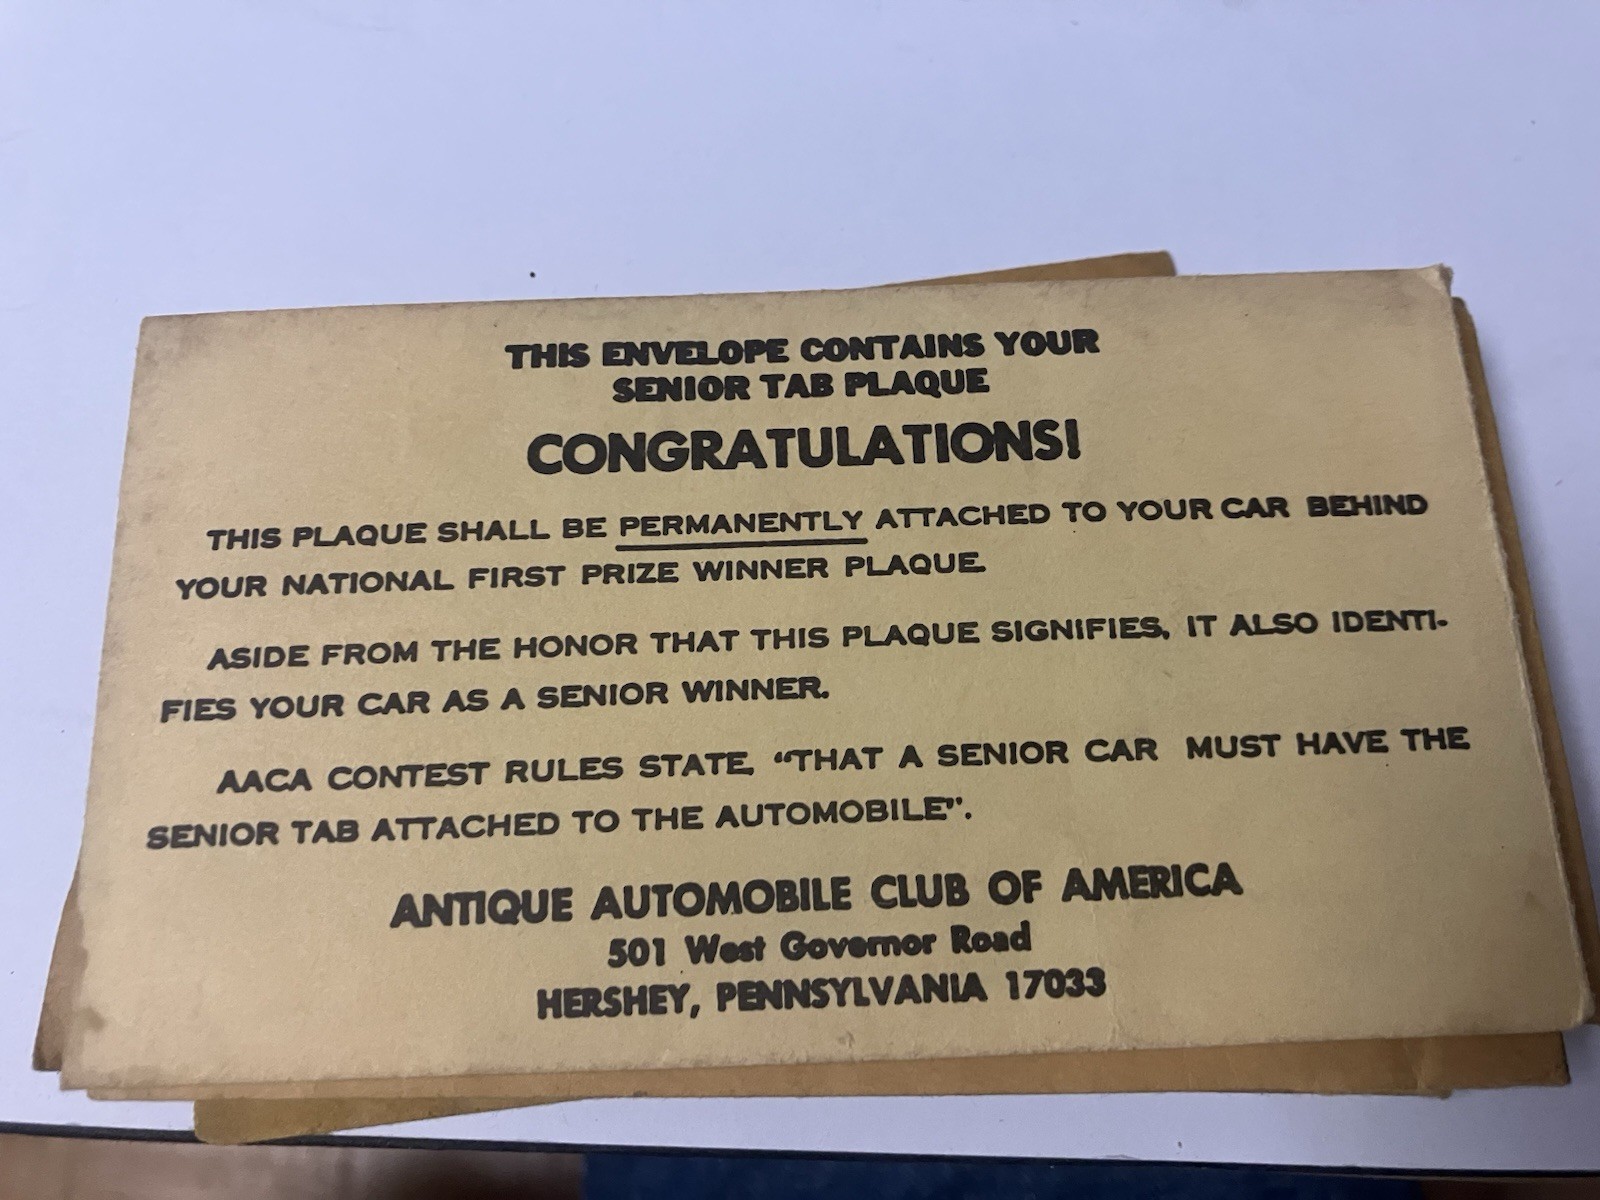 THIS ENVELOPE CONTAINS YOUR
SENIOR TAB PLAQUE
CONGRATULATIONS!
THIS PLAQUE SHALL BE PERMANENTLY ATTACHED TO YOUR CAR BEHIND
YOUR NATIONAL FIRST PRIZE WINNER PLAQUE.
ASIDE FROM THE HONOR THAT THIS PLAQUE SIGNIFIES, IT ALSO IDENTI-
FIES YOUR CAR AS A SENIOR WINNER.
AACA CONTEST RULES STATE, "THAT A SENIOR CAR MUST HAVE THE
SENIOR TAB ATTACHED TO THE AUTOMOBILE".
ANTIQUE AUTOMOBILE CLUB OF AMERICA
501 West Governor Road
HERSHEY, PENNSYLVANIA 17033